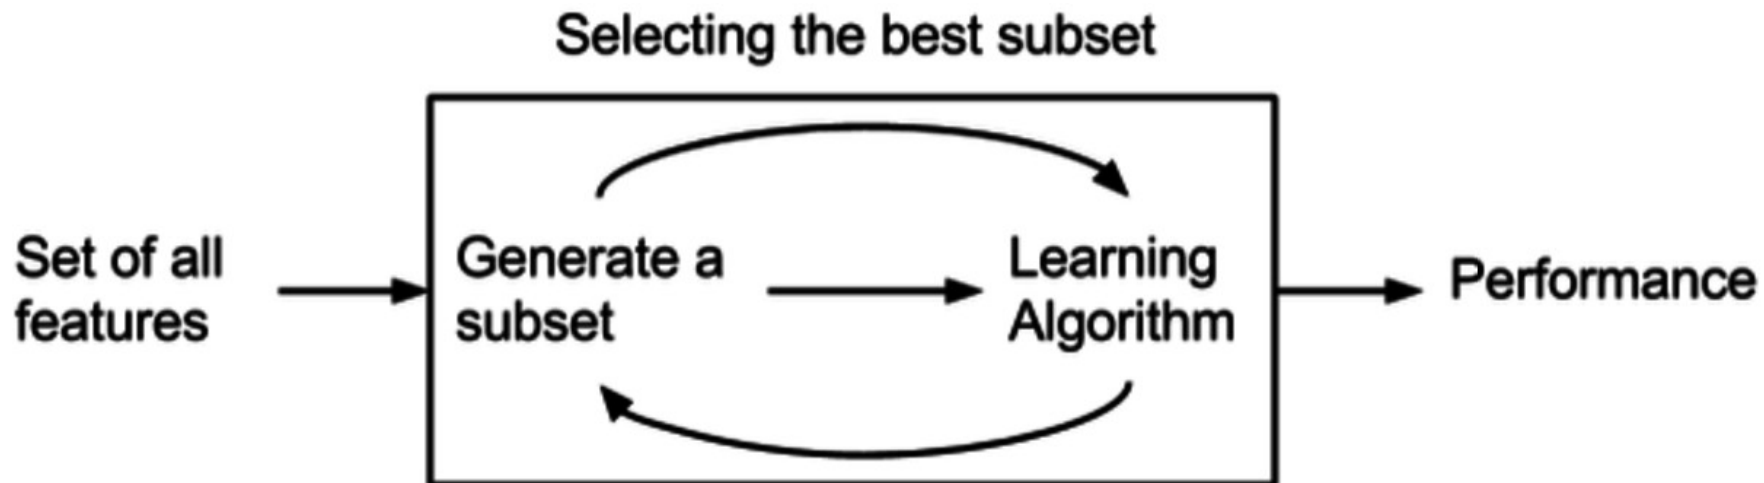 Selecting the best subset
Set of all
features
Generate a
subset
Learning
Algorithm
Performance